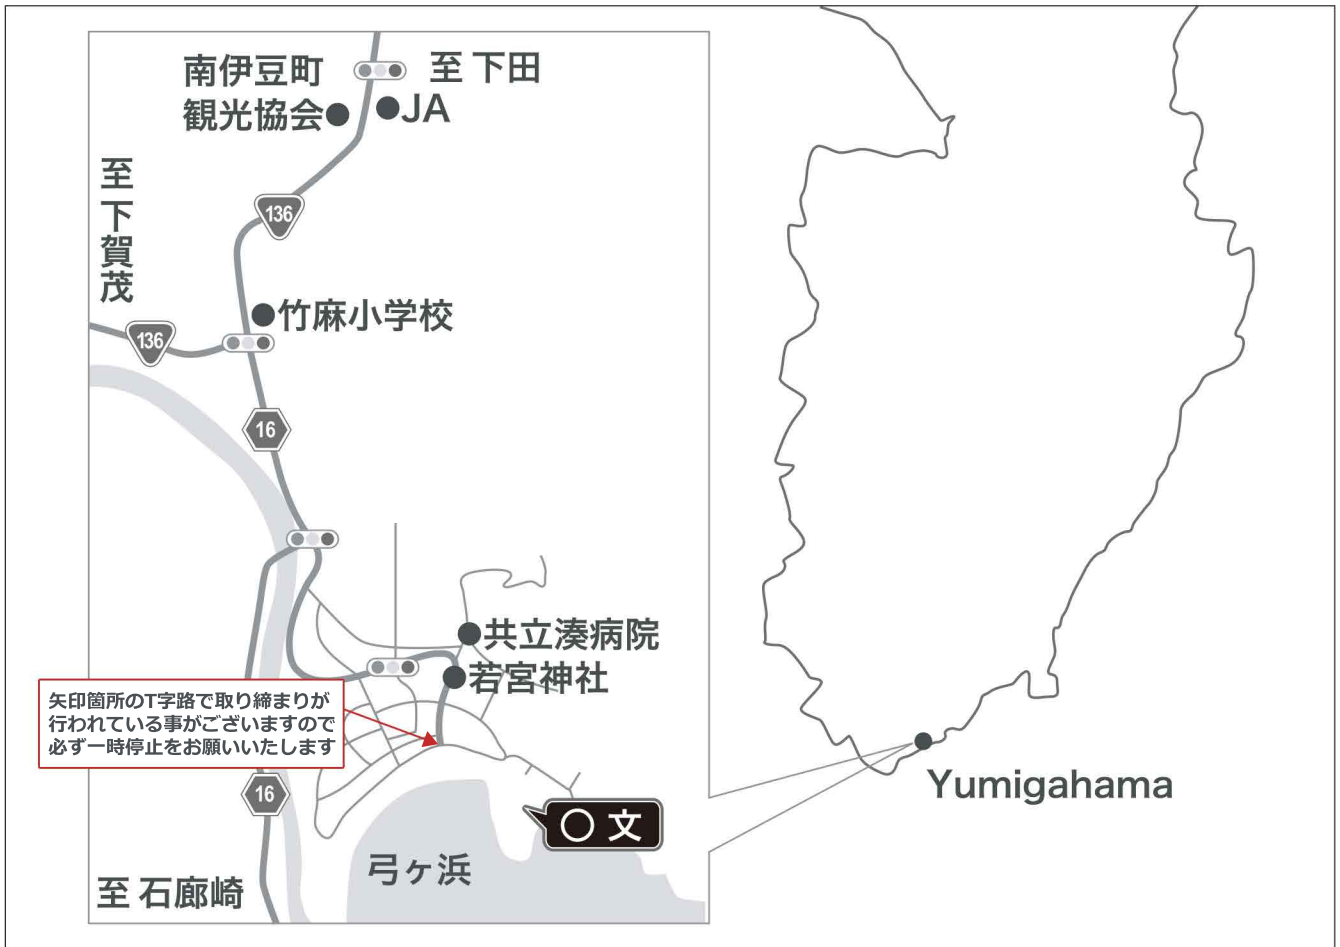 南伊豆町
観光協会
至 下田
JA
至下賀茂
136
竹麻小学校
136
16
共立湊病院
若宮神社
矢印箇所のT字路で取り締まりが
行われている事がございますので
必ず一時停止をお願いいたします
16
〇 文
弓ヶ浜
至 石廊崎
Yumigahama